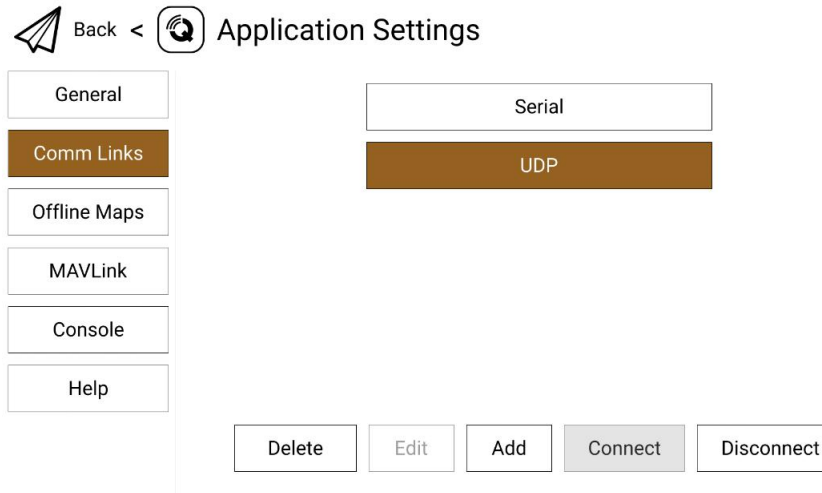 Back < Application Settings
General
Comm Links
Offline Maps
MAVLink
Console
Help
Serial
UDP
Delete Edit Add Connect Disconnect